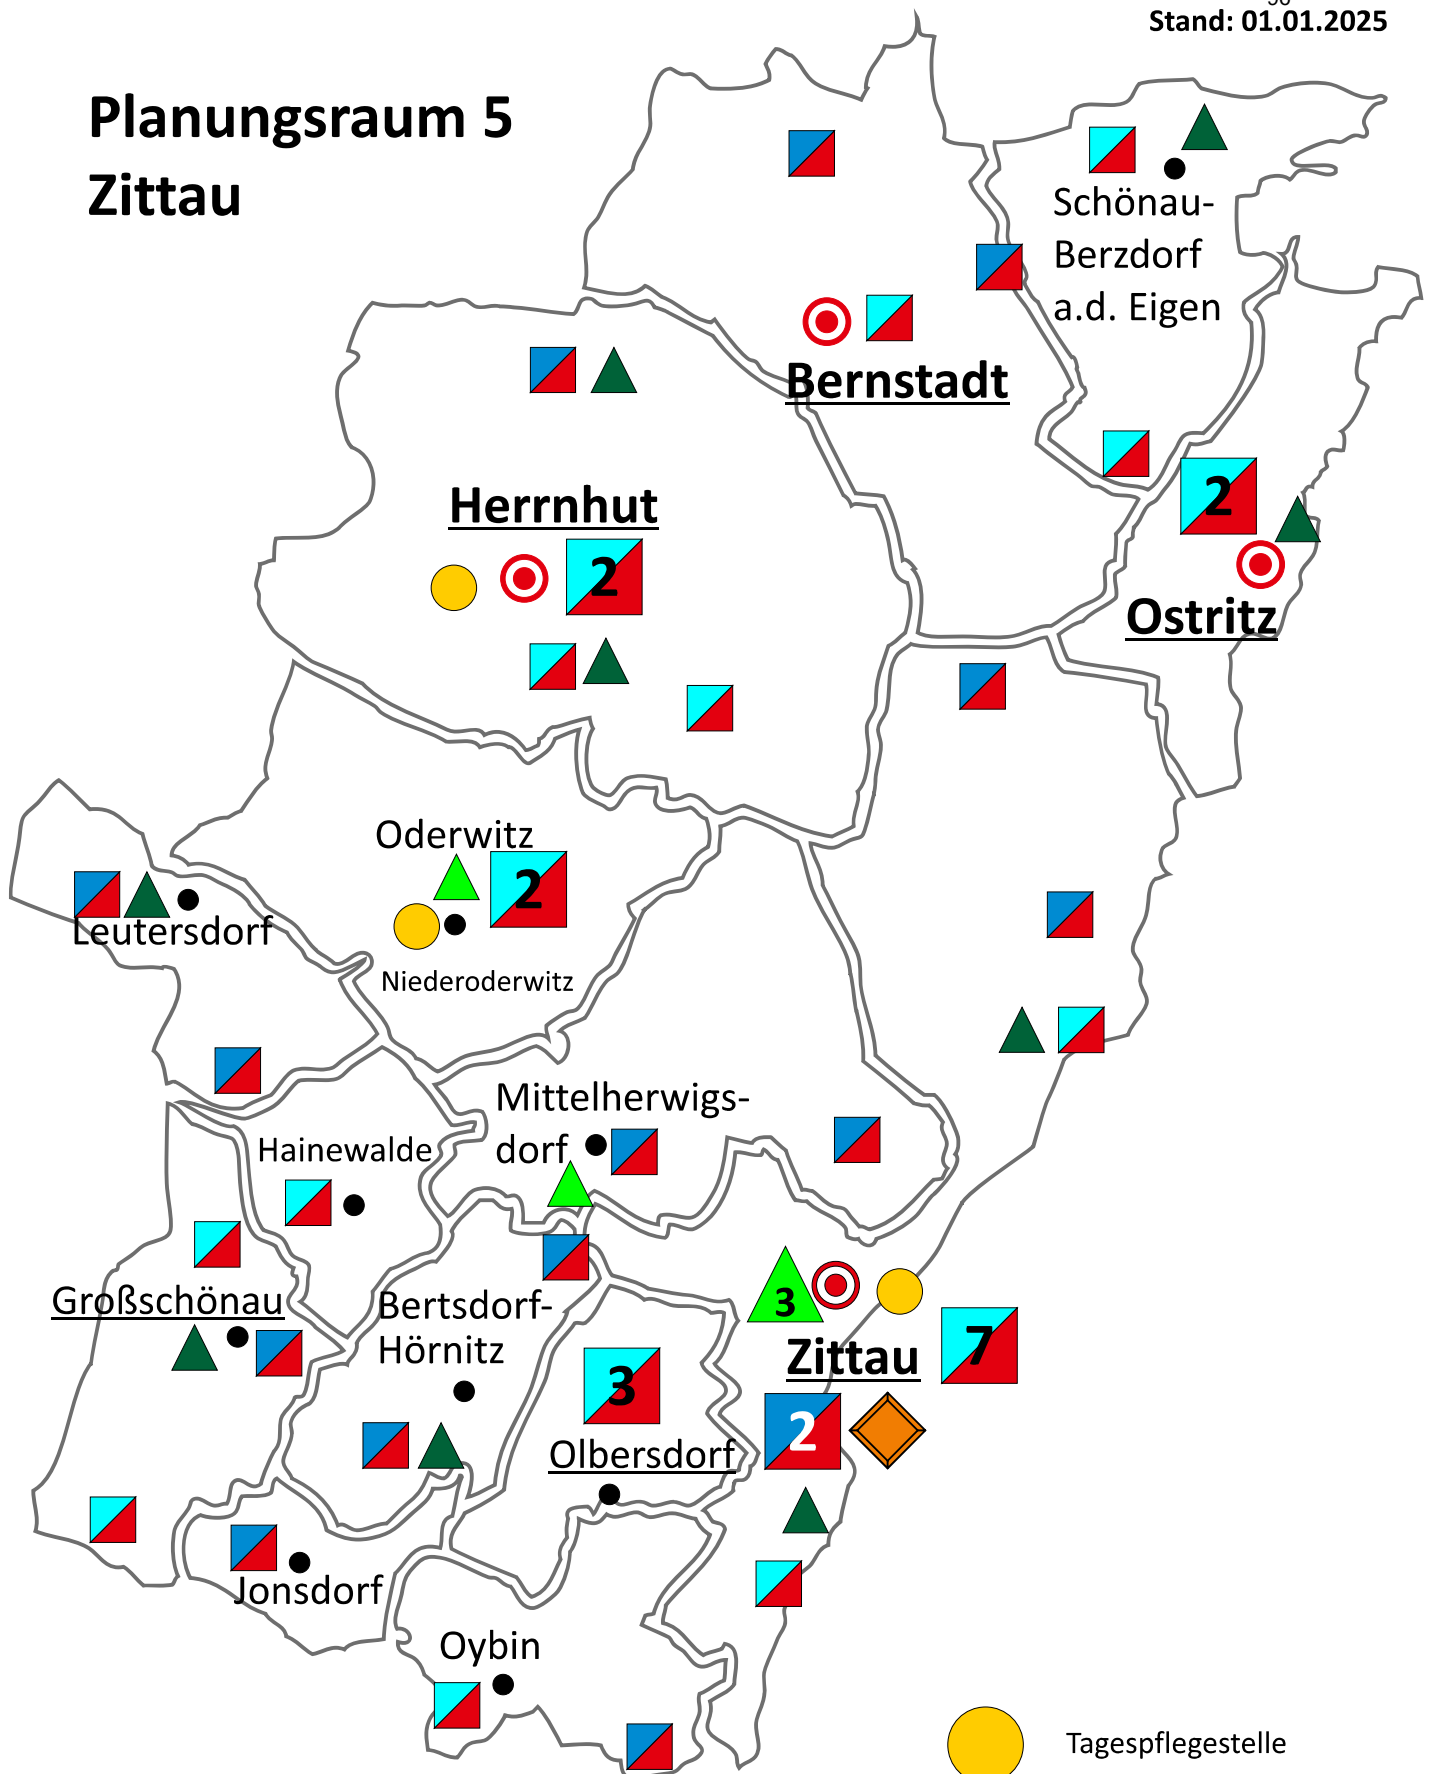 Stand: 01.01.2025
Planungsraum 5
Zittau
Schönau-
Berzdorf
a.d. Eigen
Bernstadt
Herrnhut
2
2
Ostritz
Oderwitz
2
Leutersdorf
Niederoderwitz
Mittelherwigs-
dorf
Hainewalde
Großschönau
Bertsdorf-
Hörnitz
3
Zittau
7
3
2
Olbersdorf
Jonsdorf
Oybin
Tagespflegestelle